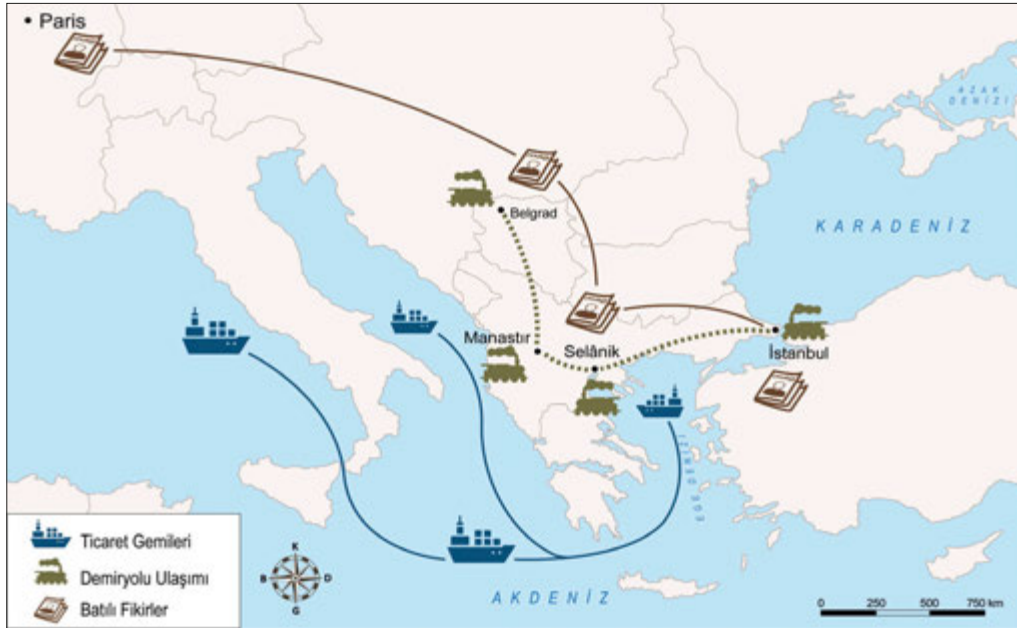 Paris
AZAK
DENİZİ
Belgrad
KARADENİZ
Manastır
Selânik
İstanbul
EGE DENİZİ
Ticaret Gemileri
Demiryolu Ulaşımı
Batılı Fikirler
K
B
D
G
AKDENİZ
0 250 500 750 km